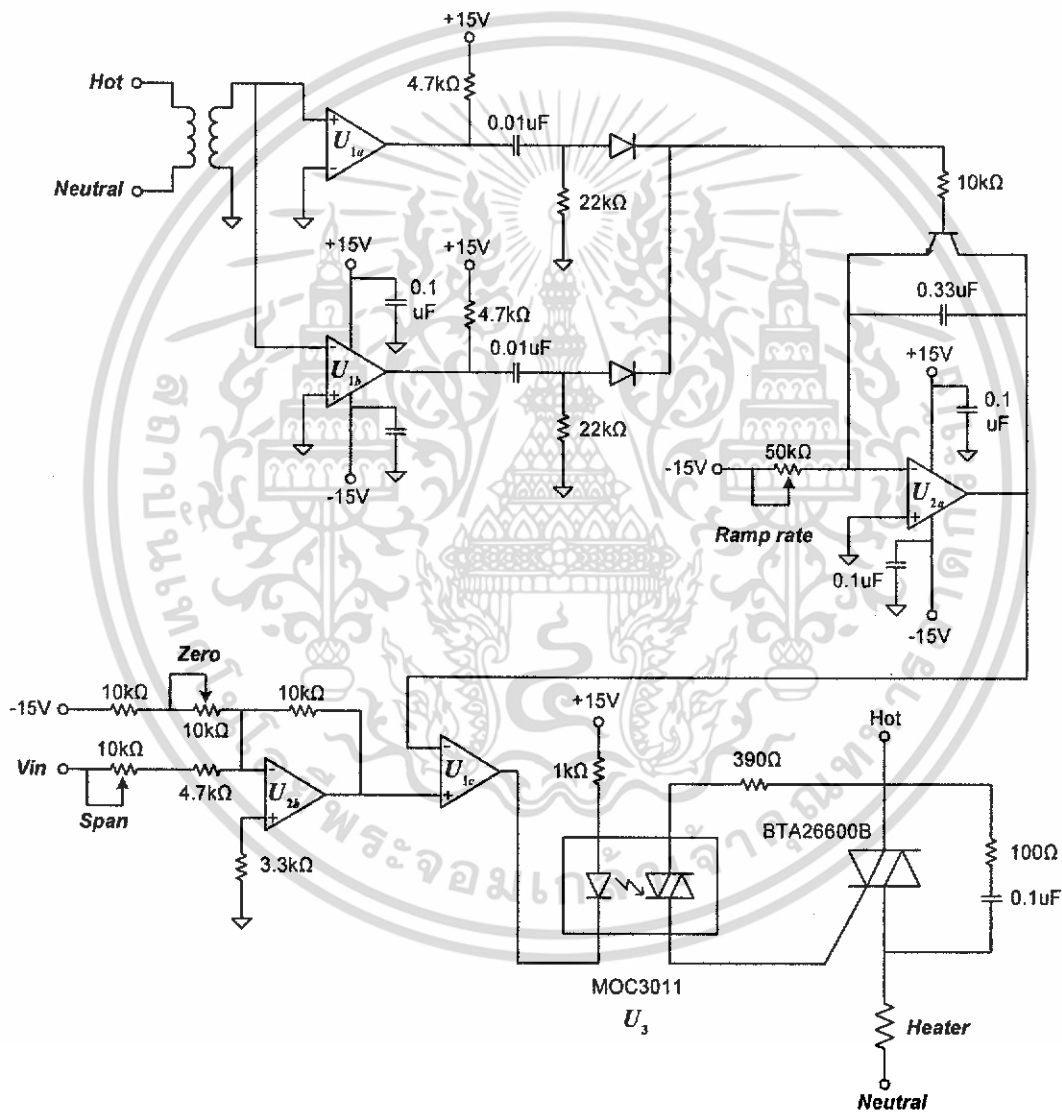 +15V
Hot
4.7kΩ
0.01uF
U1a
Neutral
22kΩ
10kΩ
+15V
+15V
0.1
uF
4.7kΩ
0.01uF
U1b
22kΩ
-15V
0.33uF
+15V
0.1
uF
-15V
50kΩ
U2a
Ramp rate
0.1uF
-15V
Zero
-15V
10kΩ
10kΩ
10kΩ
Vin
10kΩ
4.7kΩ
Span
U2b
3.3kΩ
U1c
+15V
1kΩ
Hot
390Ω
BTA26600B
100Ω
0.1uF
MOC3011
U3
Heater
Neutral